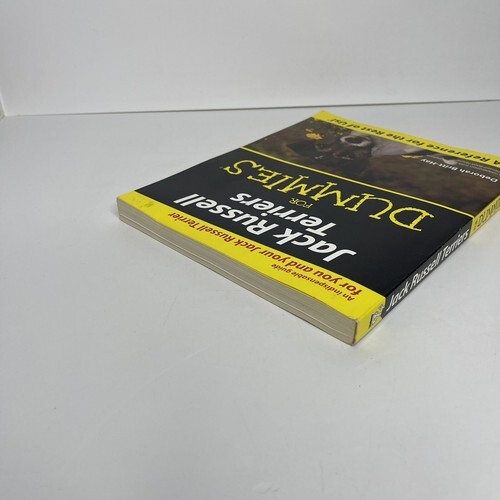 An indispensable guide
for you and your Jack Russell Terrier
Jack Russell
Terriers
FOR
DUMMIES
Deborah Britt-Hay
A Reference for the Rest of Us!
Jack Russell Terriers